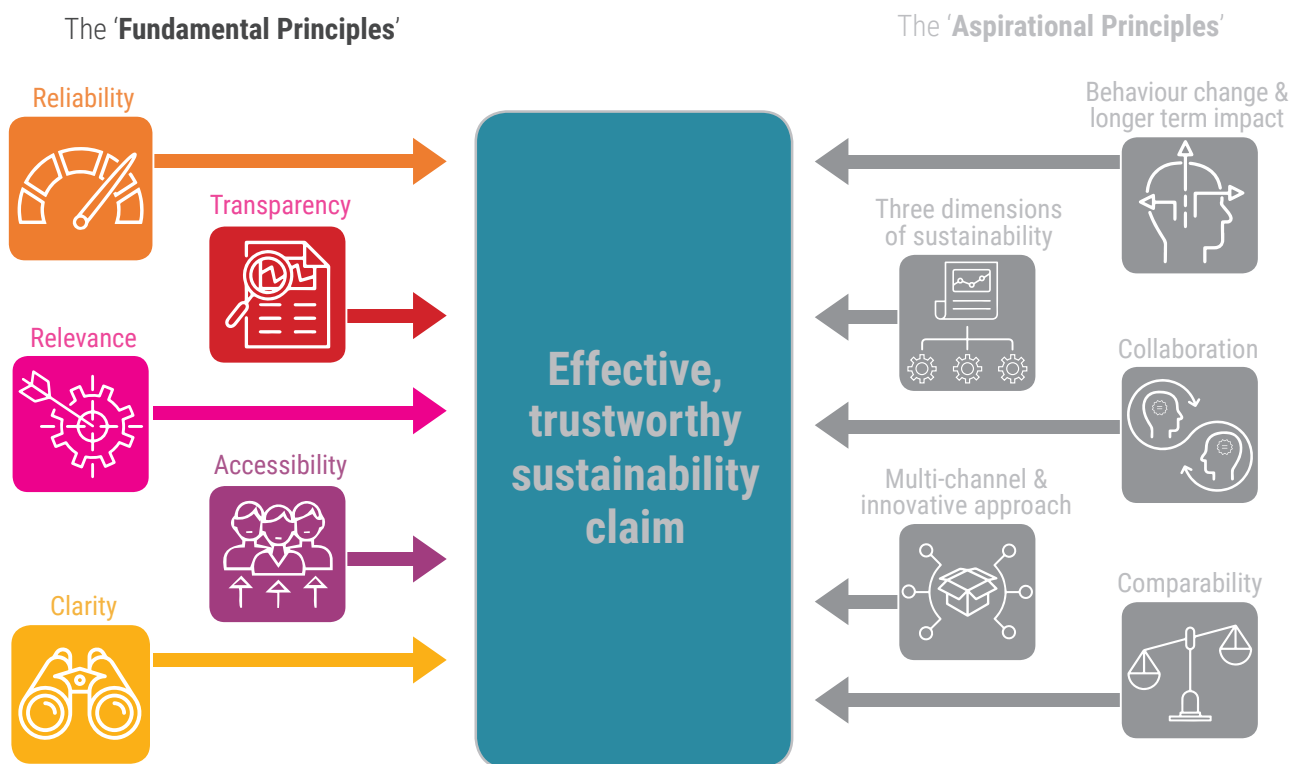 The ‘Fundamental Principles’
Reliability
Transparency
Relevance
Accessibility
Clarity
Effective,
trustworthy
sustainability
claim
The ‘Aspirational Principles’
Behaviour change &
longer term impact
Three dimensions
of sustainability
Collaboration
Multi-channel &
innovative approach
Comparability